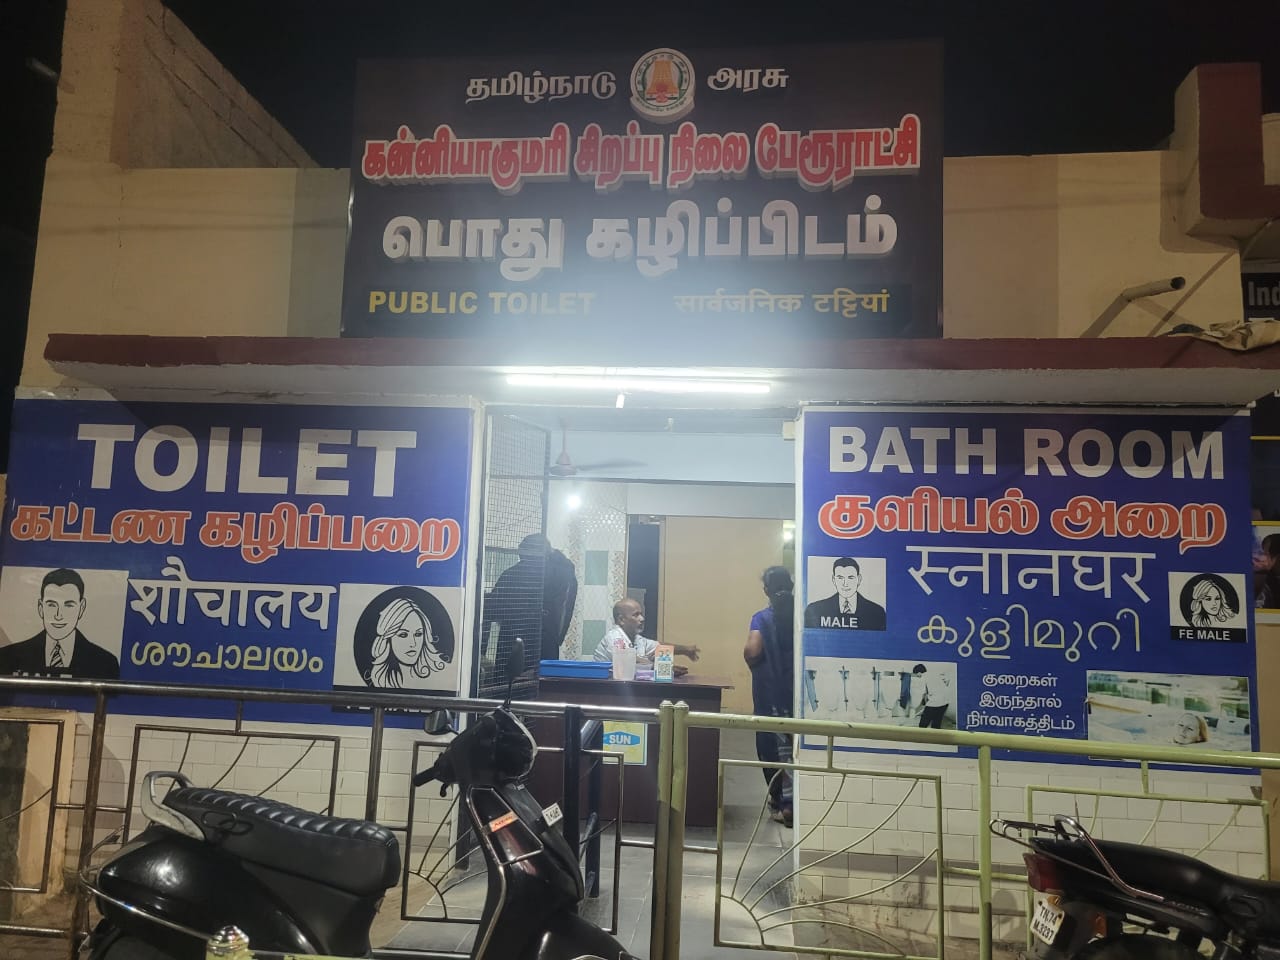 தமிழ்நாடு அரசு
கன்னியாகுமரி சிறப்பு நிலை பேரூராட்சி
பொது கழிப்பிடம்
PUBLIC TOILET सार्वजनिक टट्टियां
TOILET
கட்டண கழிப்பறை
शौचालय
ശൗചാലയം
BATH ROOM
குளியல் அறை
स्नानघर
കുളിമുറി
MALE
FE MALE
குறைகள்
இருந்தால்
நிர்வாகத்திடம்
SUN
TN74